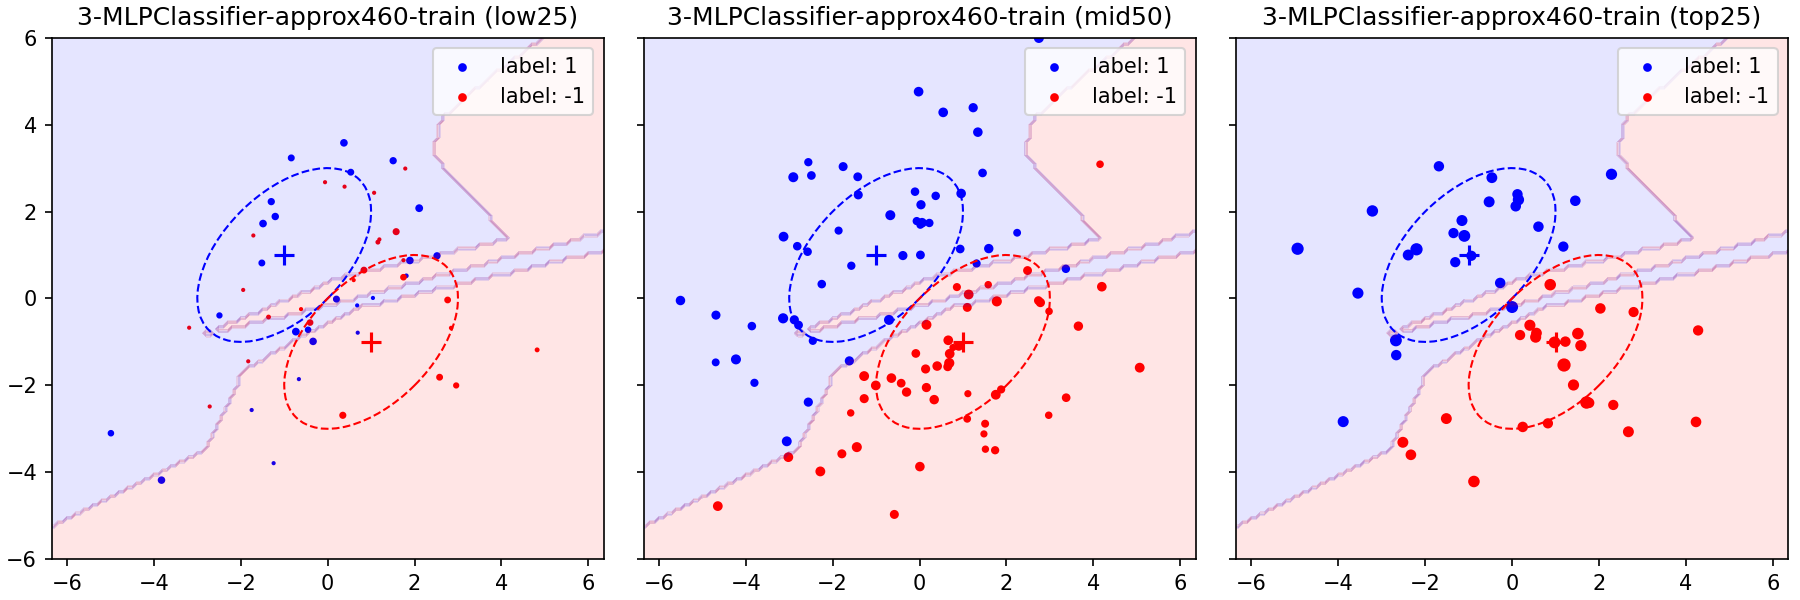 3-MLPClassifier-approx460-train (low25)
label: 1
label: -1
6
4
2
0
−2
−4
−6
−6 −4 −2 0 2 4 6
3-MLPClassifier-approx460-train (mid50)
label: 1
label: -1
−6 −4 −2 0 2 4 6
3-MLPClassifier-approx460-train (top25)
label: 1
label: -1
−6 −4 −2 0 2 4 6